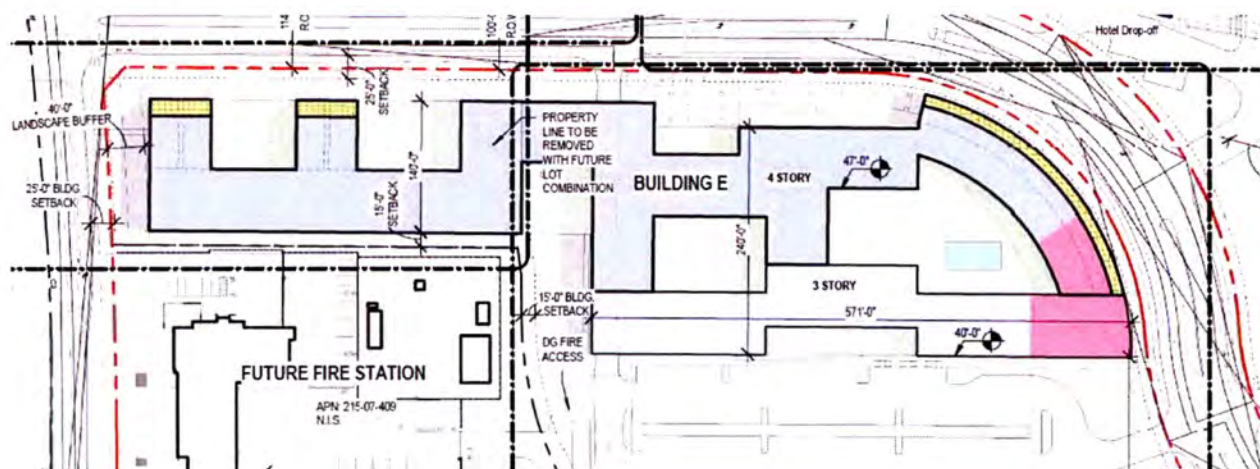 Hotel Drop-off
114
R.O
100'-(
R.O.V
25'-0"
SETBACK
40'-0"
LANDSCAPE BUFFER
PROPERTY
LINE TO BE
REMOVED
WITH FUTURE
LOT
COMBINATION
140'-0"
15'-0"
SETBACK
25'-0" BLDG.
SETBACK
BUILDING E
4 STORY
47'-0"
240'-0"
3 STORY
15'-0" BLDG.
SETBACK
571'-0"
DG FIRE
ACCESS
40'-0"
FUTURE FIRE STATION
APN: 215-07-409
N.I.S.